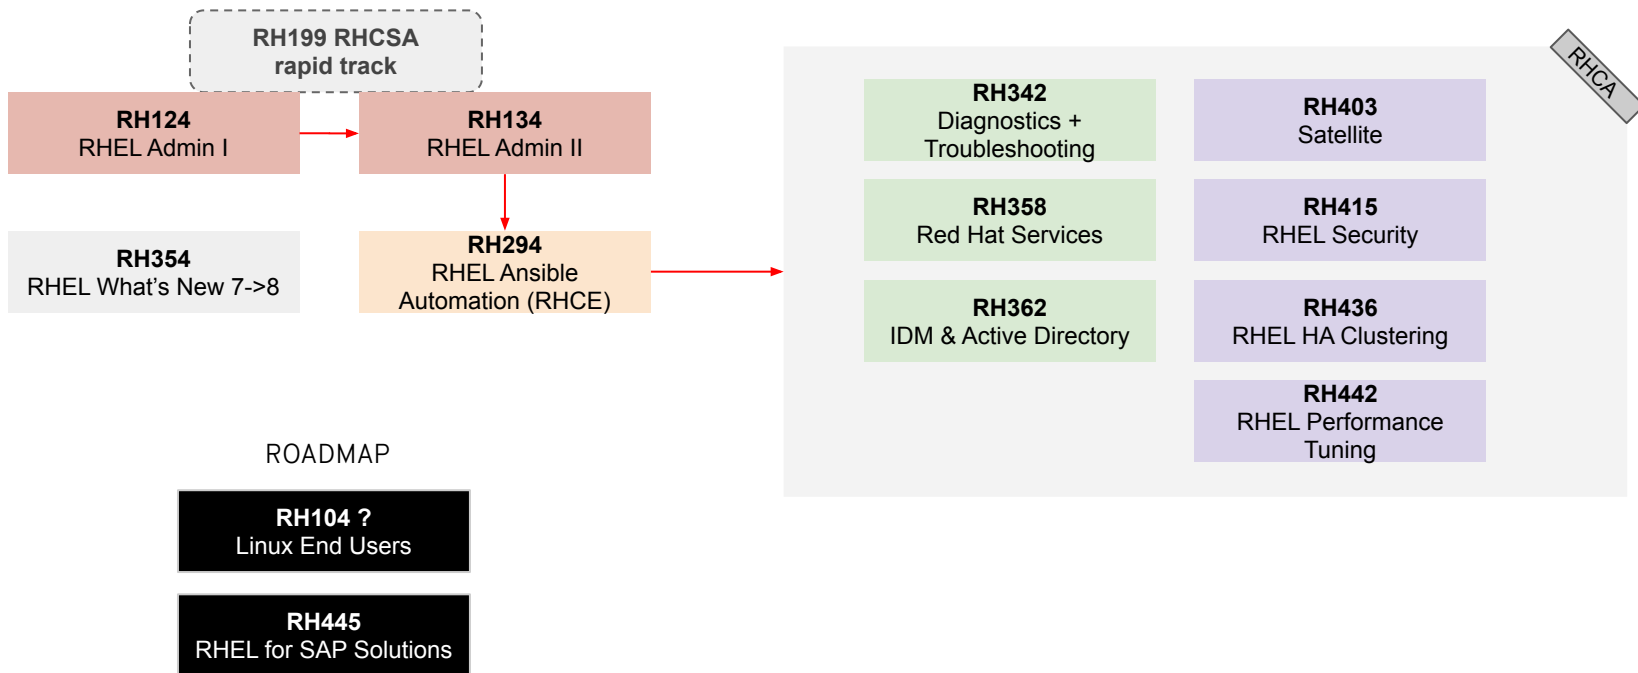 RH199 RHCSA
rapid track
RH124
RHEL Admin I
RH134
RHEL Admin II
RH354
RHEL What's New 7->8
RH294
RHEL Ansible
Automation (RHCE)
RHCA
RH342
Diagnostics +
Troubleshooting
RH403
Satellite
RH358
Red Hat Services
RH415
RHEL Security
RH362
IDM & Active Directory
RH436
RHEL HA Clustering
RH442
RHEL Performance
Tuning
ROADMAP
RH104 ?
Linux End Users
RH445
RHEL for SAP Solutions